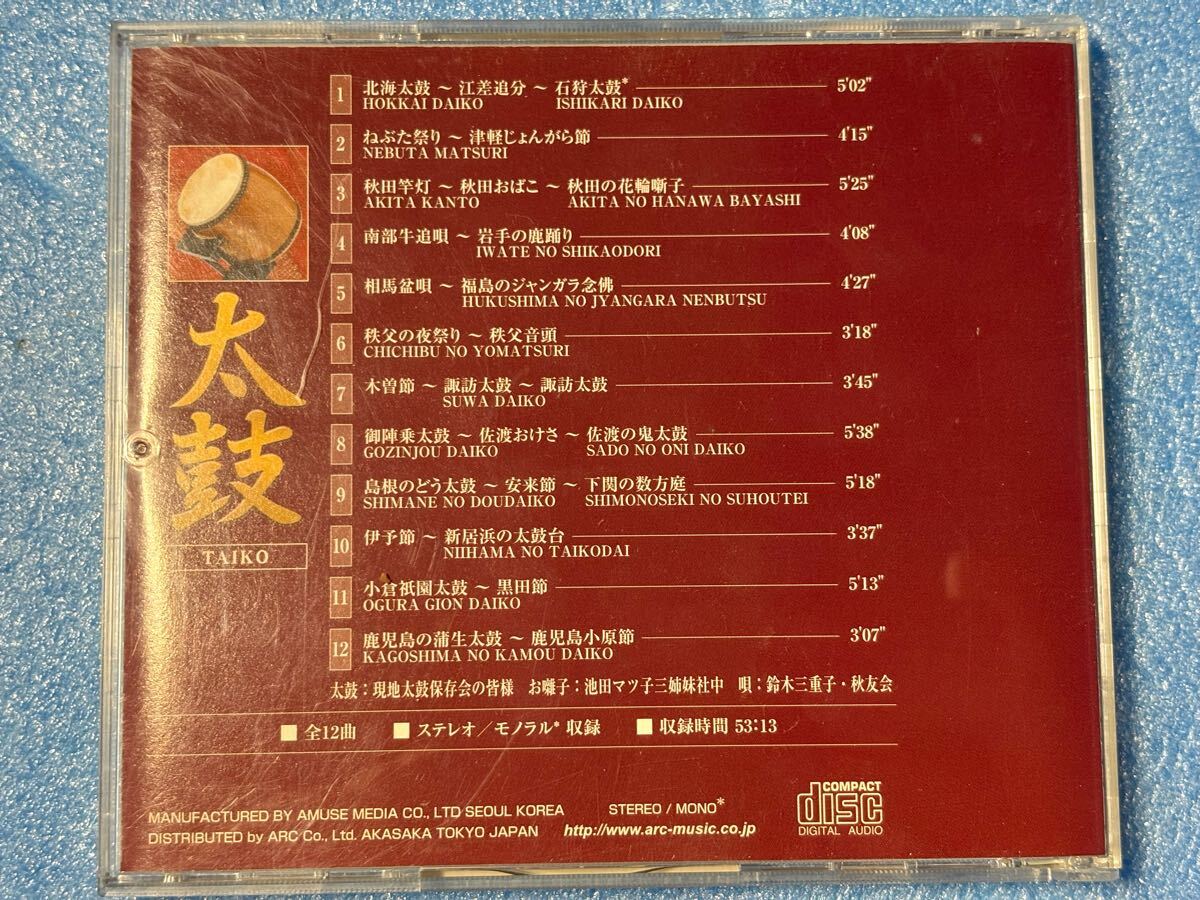 太鼓
TAIKO
1 北海太鼓 ～ 江差追分 ～ 石狩太鼓* 5'02"
HOKKAI DAIKO ISHIKARI DAIKO
2 ねぶた祭り ～ 津軽じょんがら節 4'15"
NEBUTA MATSURI
3 秋田竿灯 ～ 秋田おばこ ～ 秋田の花輪囃子 5'25"
AKITA KANTO AKITA NO HANAWA BAYASHI
4 南部牛追唄 ～ 岩手の鹿踊り 4'08"
IWATE NO SHIKAODORI
5 相馬盆唄 ～ 福島のジャンガラ念佛 4'27"
HUKUSHIMA NO JYANGARA NENBUTSU
6 秩父の夜祭り ～ 秩父音頭 3'18"
CHICHIBU NO YOMATSURI
7 木曽節 ～ 諏訪太鼓 ～ 諏訪太鼓 3'45"
SUWA DAIKO
8 御陣乗太鼓 ～ 佐渡おけさ ～ 佐渡の鬼太鼓 5'38"
GOZINJOU DAIKO SADO NO ONI DAIKO
9 島根のどう太鼓 ～ 安来節 ～ 下関の数方庭 5'18"
SHIMANE NO DOUDAIKO SHIMONOSEKI NO SUHOUTEI
10 伊予節 ～ 新居浜の太鼓台 3'37"
NIIHAMA NO TAIKODAI
11 小倉祇園太鼓 ～ 黒田節 5'13"
OGURA GION DAIKO
12 鹿児島の蒲生太鼓 ～ 鹿児島小原節 3'07"
KAGOSHIMA NO KAMOU DAIKO
太鼓：現地太鼓保存会の皆様 お囃子：池田マツ子三姉妹社中 唄：鈴木三重子・秋友会
■ 全12曲 ■ ステレオ／モノラル* 収録 ■ 収録時間 53:13
MANUFACTURED BY AMUSE MEDIA CO., LTD SEOUL KOREA STEREO / MONO*
DISTRIBUTED by ARC Co., Ltd. AKASAKA TOKYO JAPAN http://www.arc-music.co.jp
COMPACT
disc
DIGITAL AUDIO